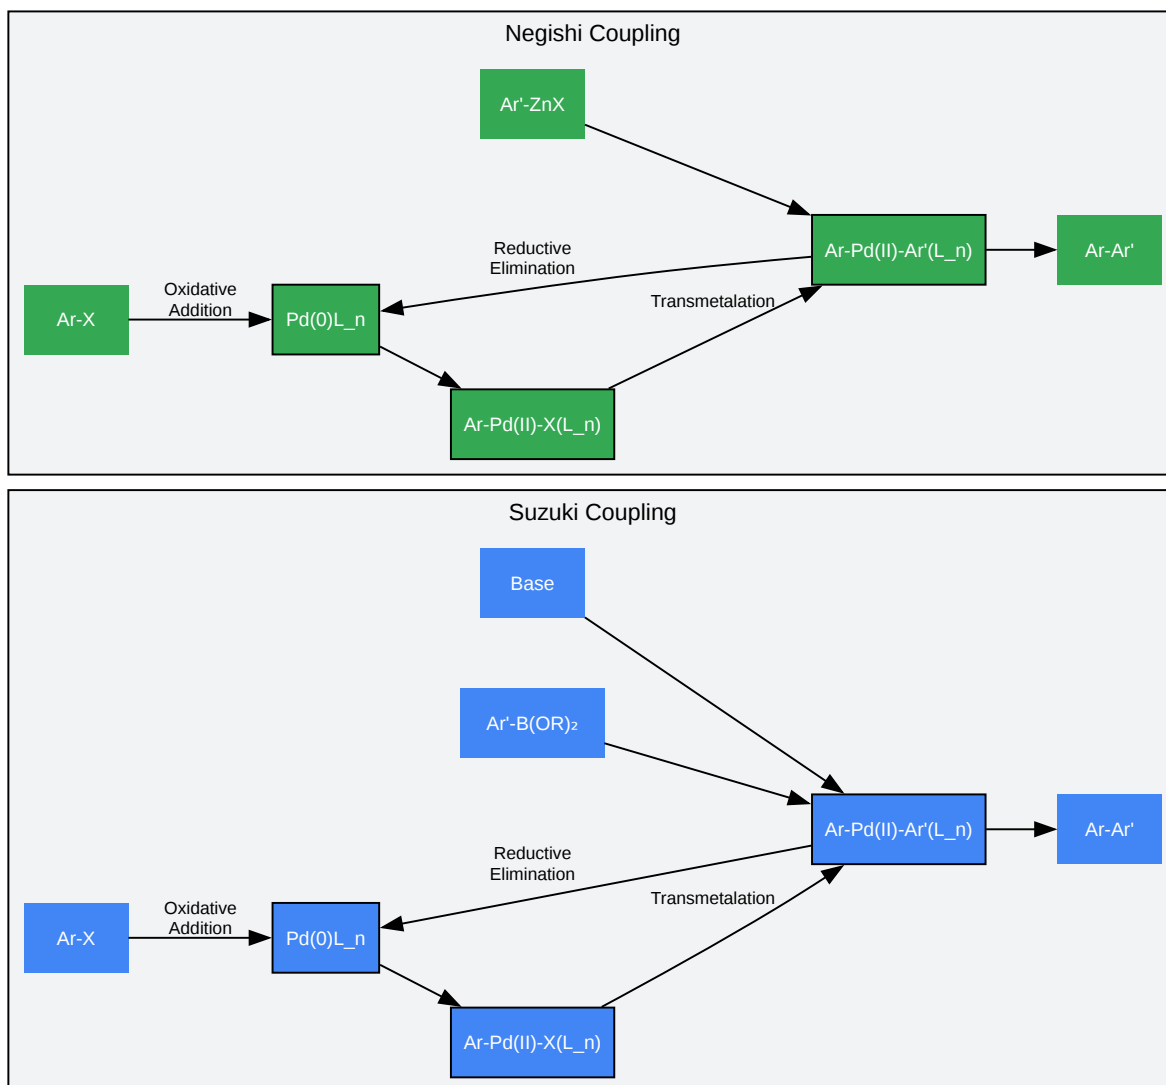 Negishi Coupling
Ar'-ZnX
Reductive
Elimination
Ar-Pd(II)-Ar'(L_n)
Ar-Ar'
Oxidative
Addition
Transmetalation
Ar-X
Pd(0)L_n
Ar-Pd(II)-X(L_n)
Suzuki Coupling
Base
Ar'-B(OR)₂
Ar-Pd(II)-Ar'(L_n)
Ar-Ar'
Reductive
Elimination
Transmetalation
Oxidative
Addition
Ar-X
Pd(0)L_n
Ar-Pd(II)-X(L_n)